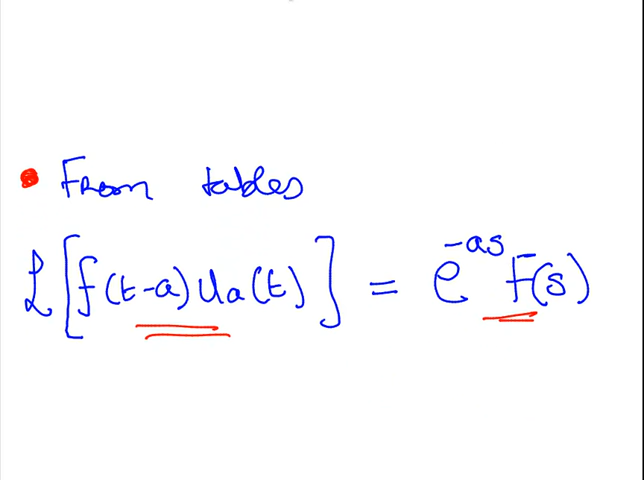 • From tables
ℒ[f(t-a)Ua(t)] = e^-as F(s)